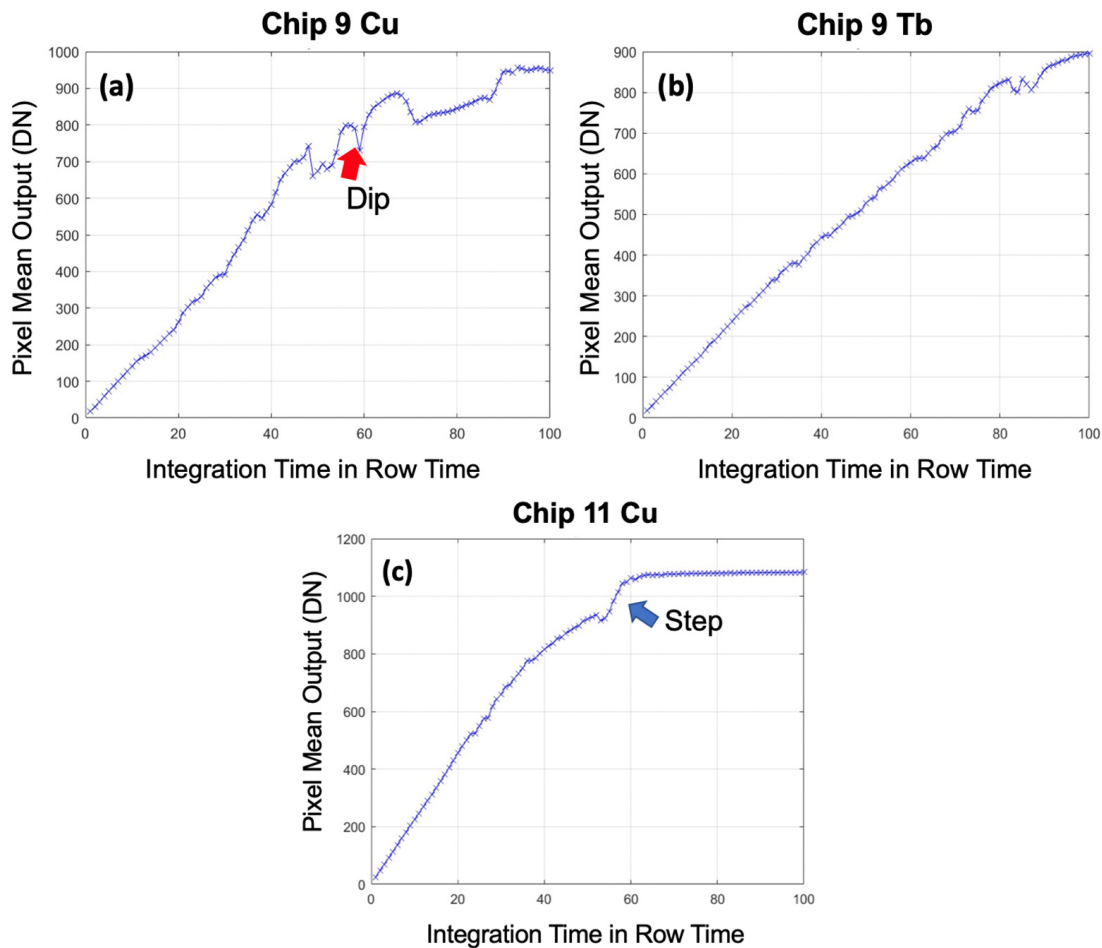 Chip 9 Cu
(a)
Pixel Mean Output (DN)
1000
900
800
700
600
500
400
300
200
100
0
Dip
0 20 40 60 80 100
Integration Time in Row Time
Chip 9 Tb
(b)
Pixel Mean Output (DN)
900
800
700
600
500
400
300
200
100
0
0 20 40 60 80 100
Integration Time in Row Time
Chip 11 Cu
(c)
Pixel Mean Output (DN)
1200
1000
800
600
400
200
0
Step
0 20 40 60 80 100
Integration Time in Row Time